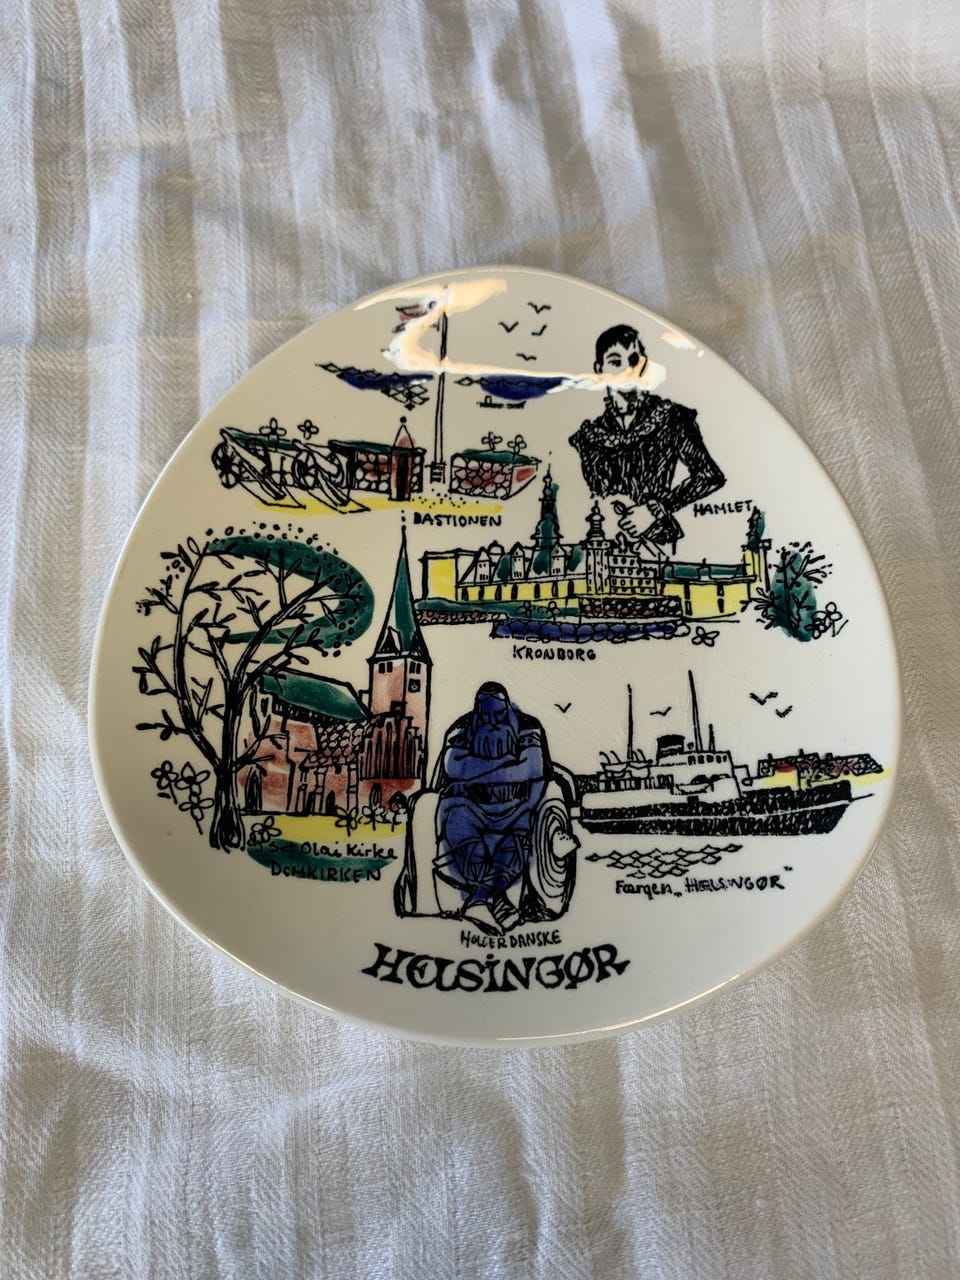 BASTIONEN
HAMLET
KRONBORG
Sct Olai Kirke
DOMKIRKEN
Færgen „HELSINGØR"
HOLGER DANSKE
HELSINGØR